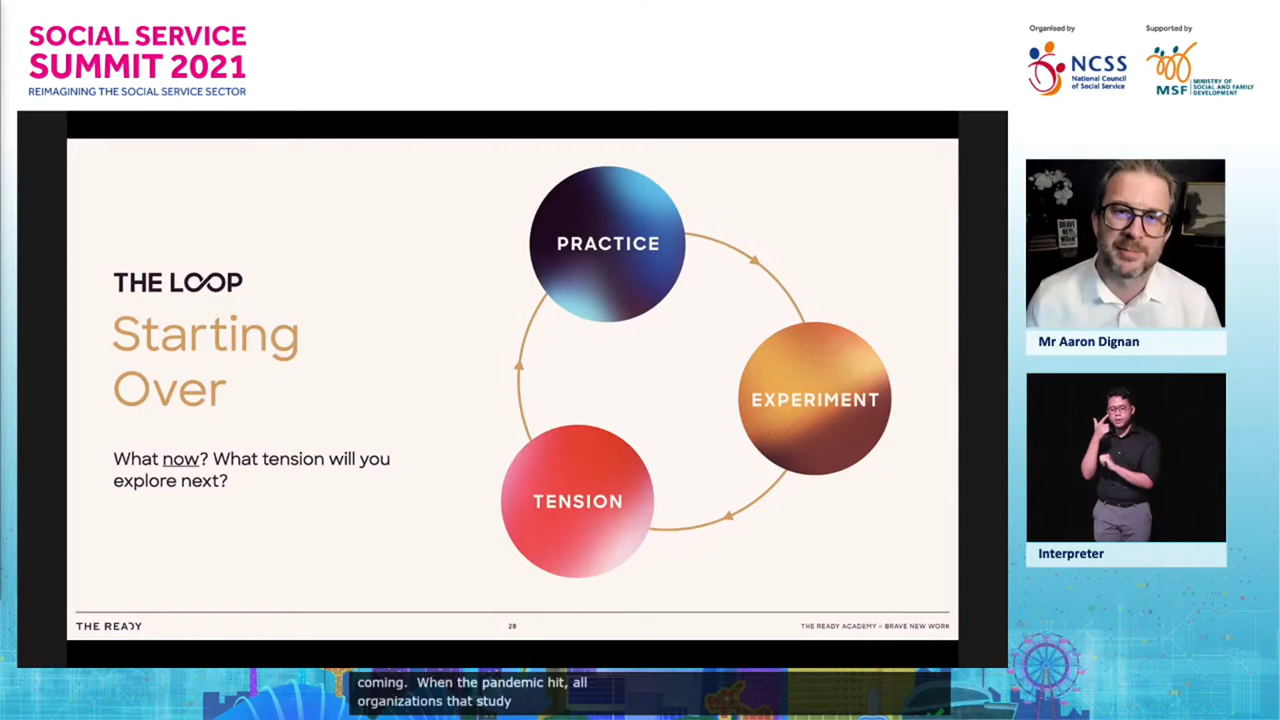 SOCIAL SERVICE
SUMMIT 2021
REIMAGINING THE SOCIAL SERVICE SECTOR
Organised by
NCSS
National Council
of Social Service
Supported by
MSF
MINISTRY OF
SOCIAL AND FAMILY
DEVELOPMENT
THE LOOP
Starting
Over
What now? What tension will you
explore next?
PRACTICE
EXPERIMENT
TENSION
THE READY
28
THE READY ACADEMY – BRAVE NEW WORK
BRAVE
NEW
WORK
Mr Aaron Dignan
Interpreter
coming. When the pandemic hit, all
organizations that study